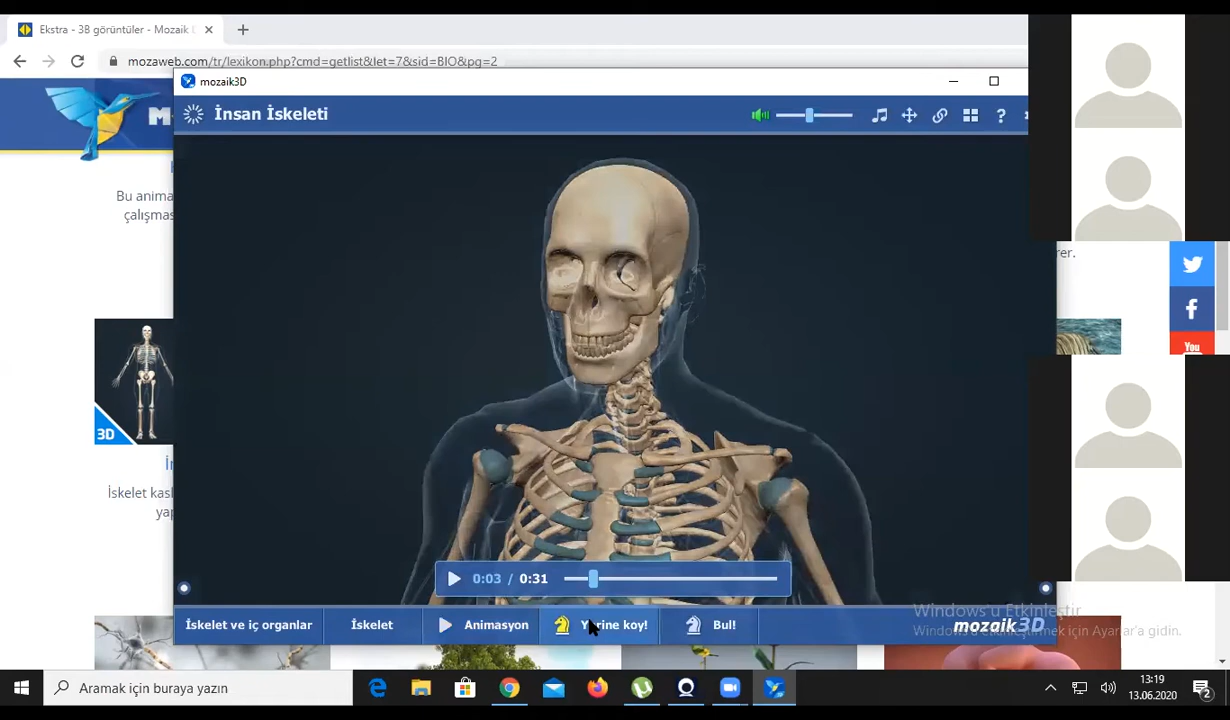 Ekstra - 3B görüntüler - Mozaik
mozaweb.com/tr/lexikon.php?cmd=getlist&let=7&sid=BIO&pg=2
mozaik3D
İnsan İskeleti
M
Bu anima
çalışmas
rer.
You
3D
İskelet kasl
yap
0:03 / 0:31
İskelet ve iç organlar
İskelet
Animasyon
Yerine koy!
Bul!
mozaik3D
Windows'u Etkinleştir
Windows'u etkinleştirmek için Ayarlar'a gidin.
Aramak için buraya yazın
13:19
13.06.2020
2